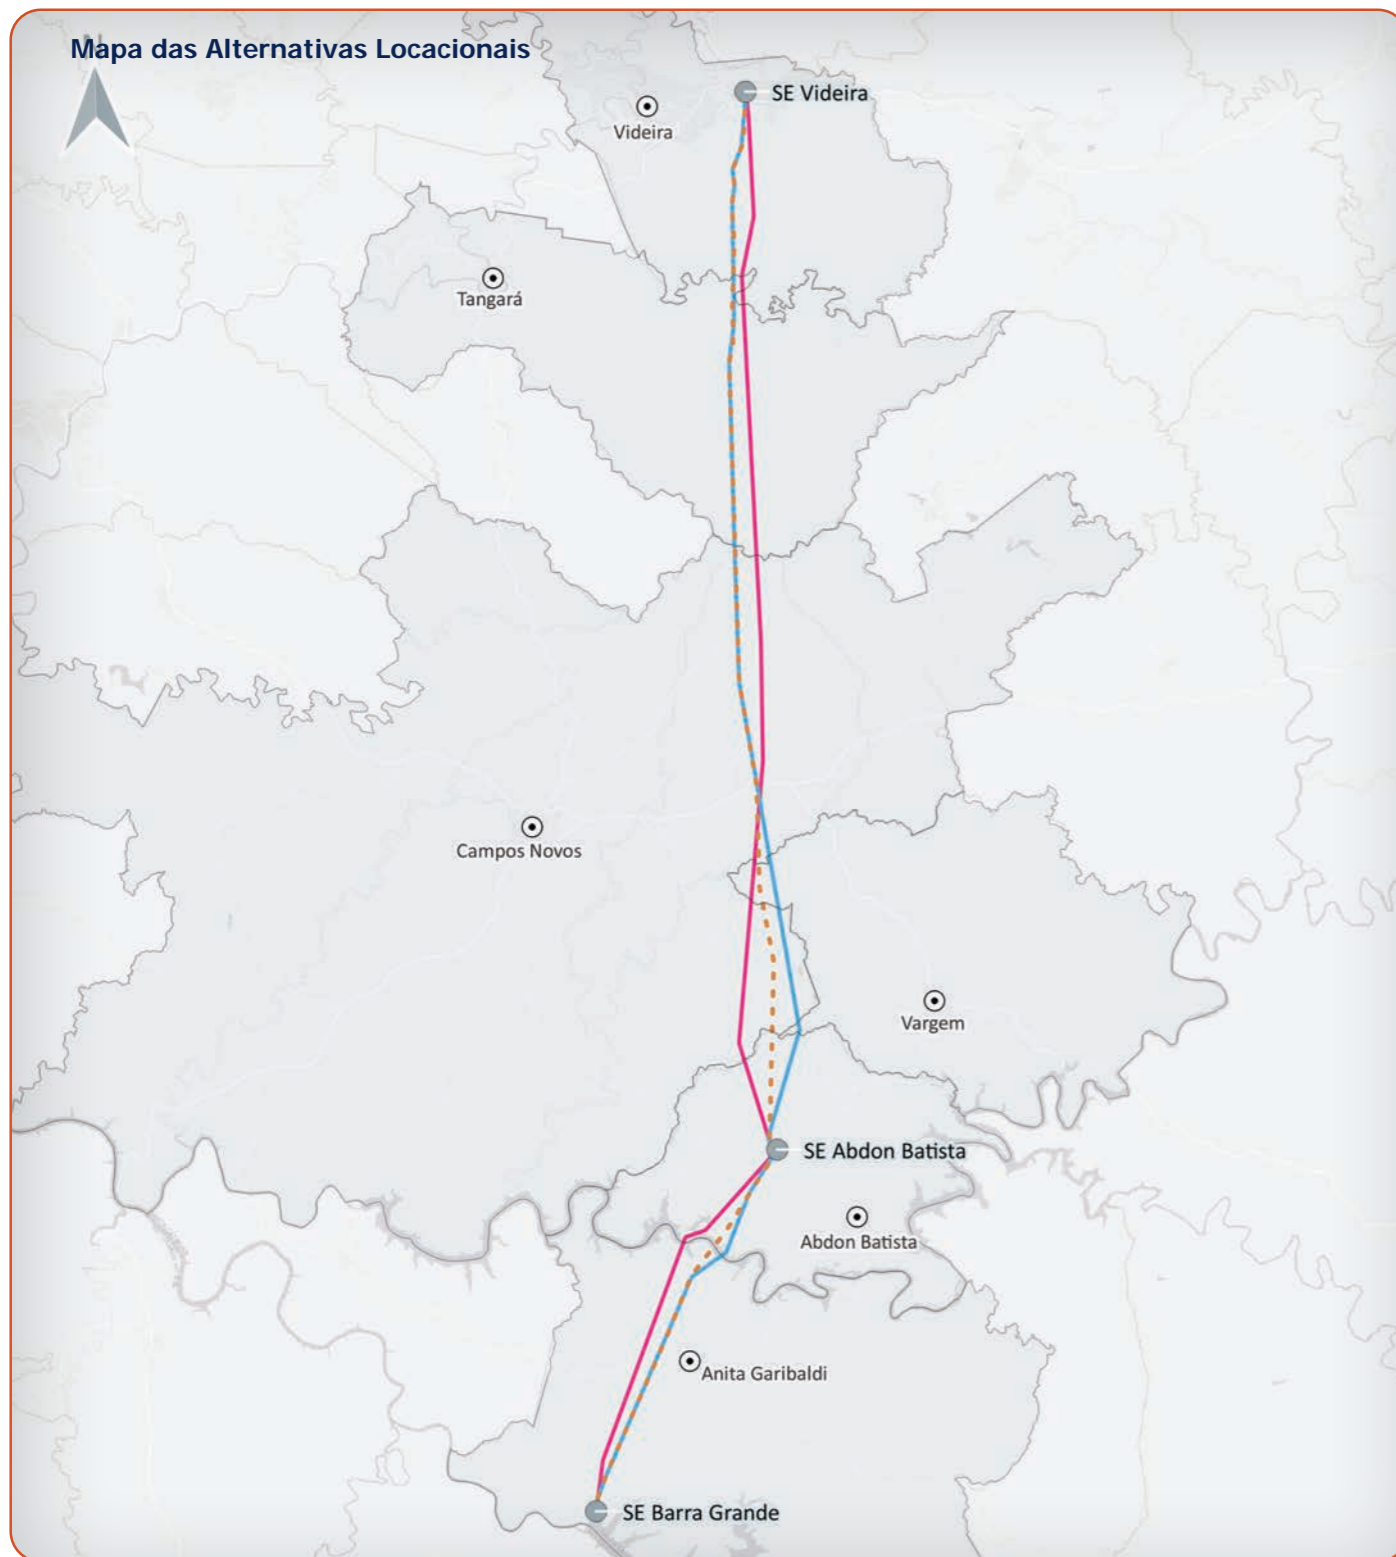 Mapa das Alternativas Locacionais
N
SE Videira
Videira
Tangará
Campos Novos
Vargem
SE Abdon Batista
Abdon Batista
Anita Garibaldi
SE Barra Grande